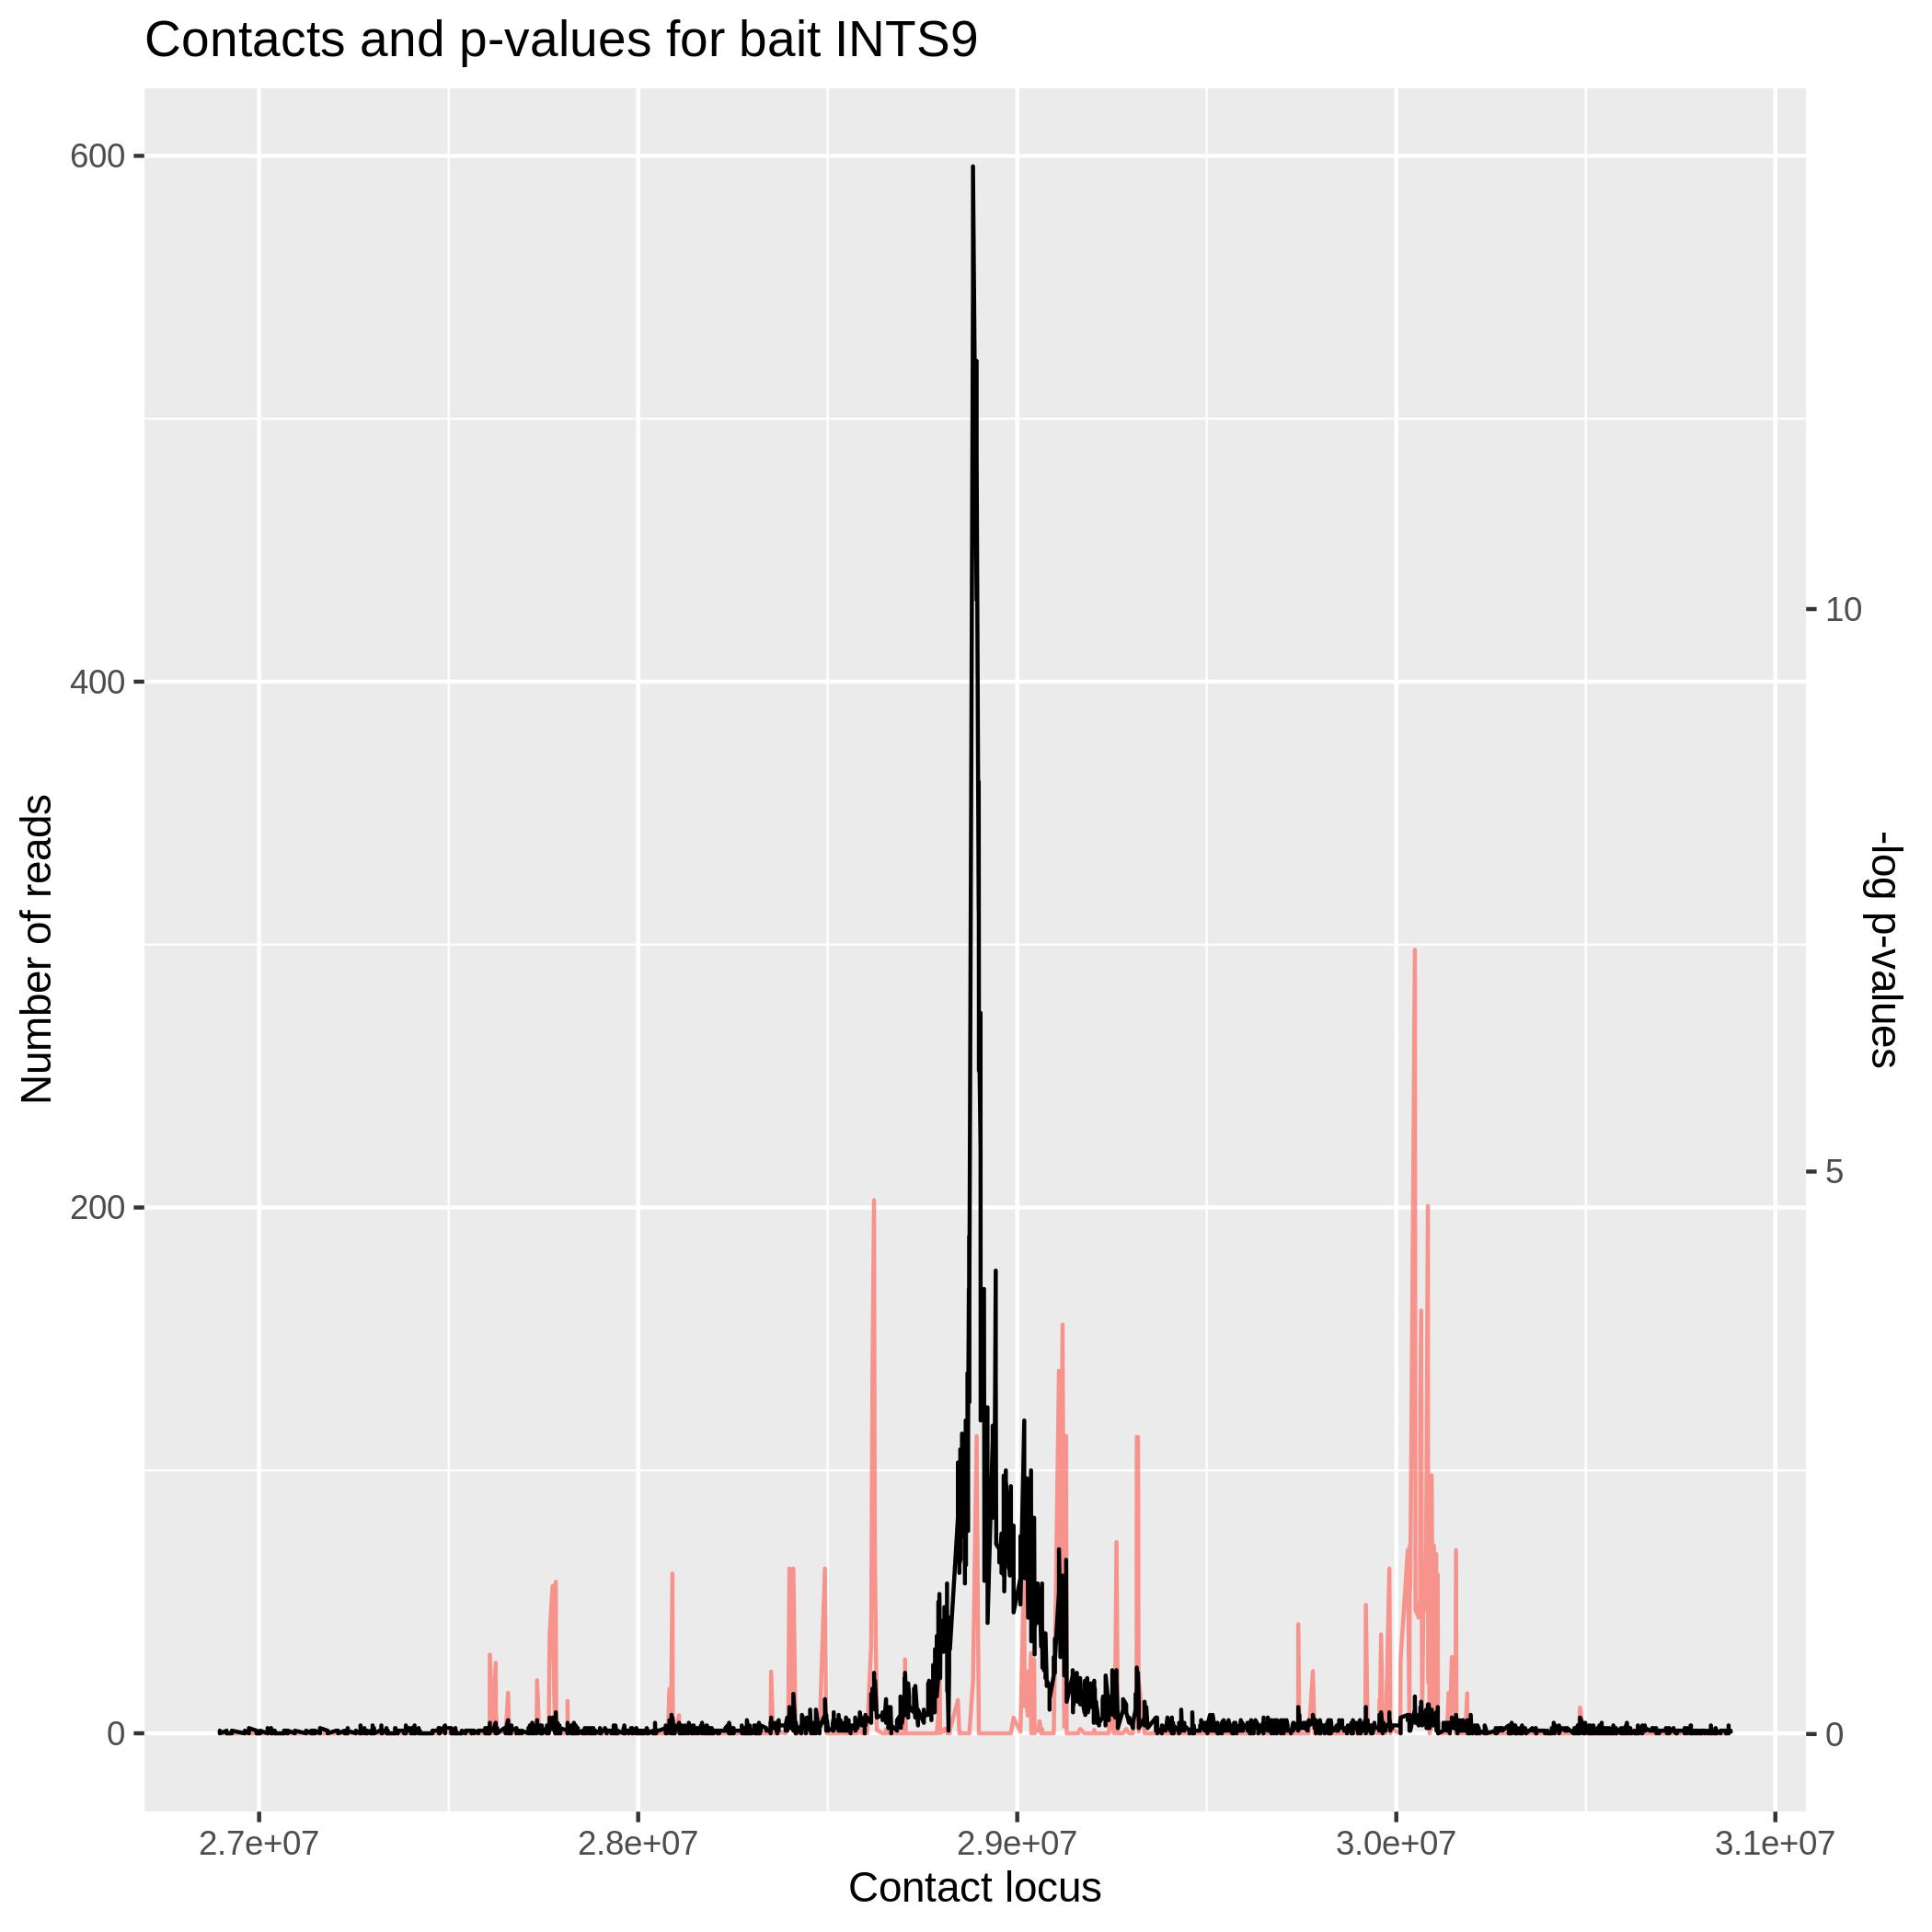 Contacts and p-values for bait INTS9
Number of reads
600
400
200
0
10
5
0
-log p-values
2.7e+07 2.8e+07 2.9e+07 3.0e+07 3.1e+07
Contact locus